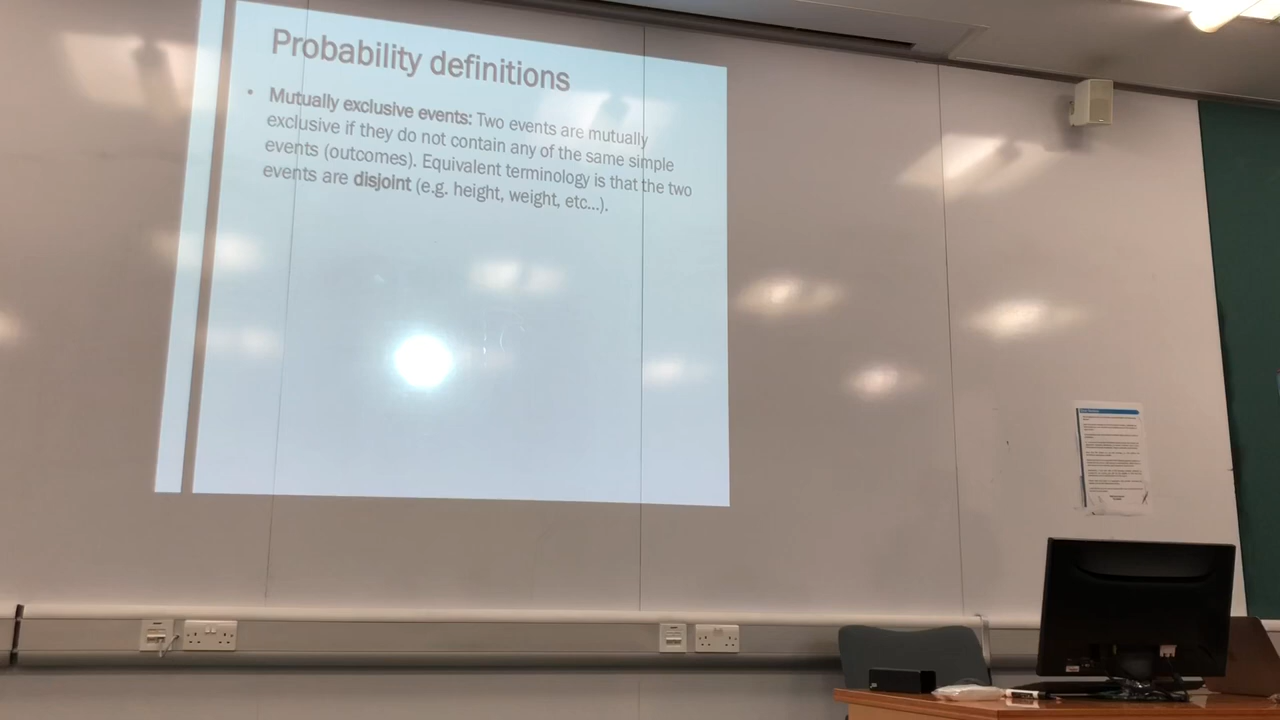 Probability definitions
• Mutually exclusive events: Two events are mutually
exclusive if they do not contain any of the same simple
events (outcomes). Equivalent terminology is that the two
events are disjoint (e.g. height, weight, etc...).